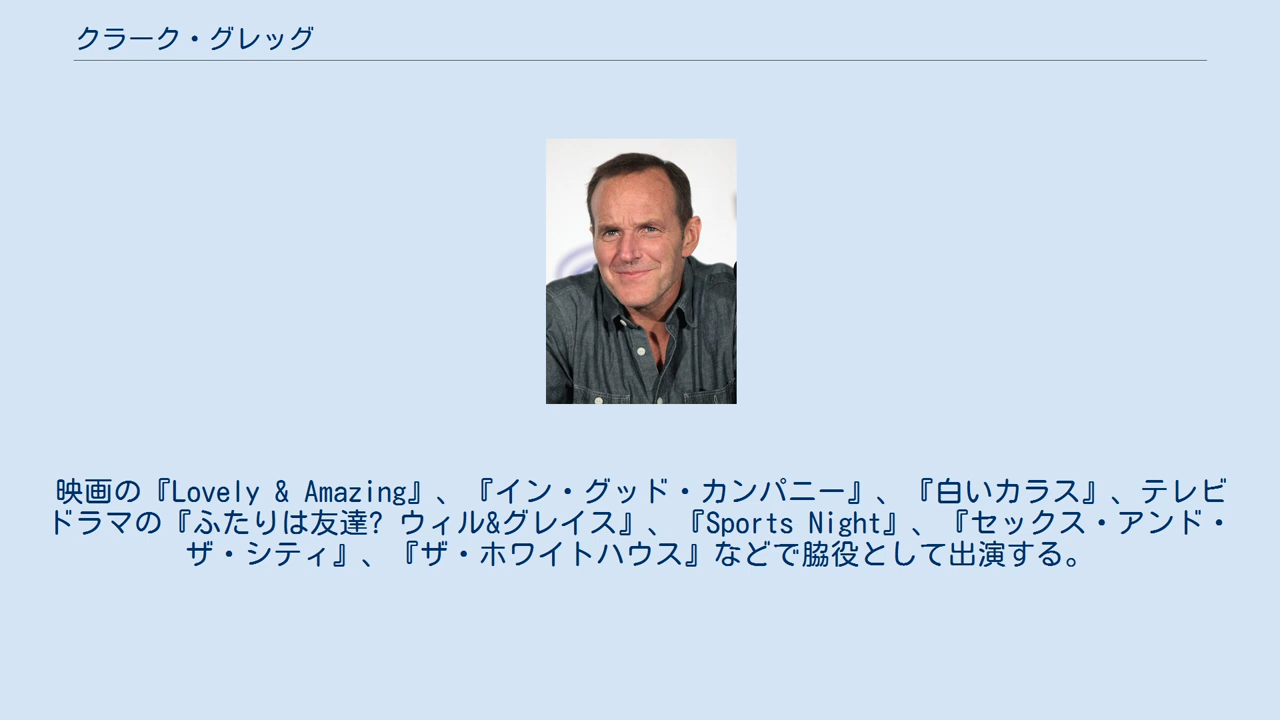 クラーク・グレッグ
映画の『Lovely & Amazing』、『イン・グッド・カンパニー』、『白いカラス』、テレビ
ドラマの『ふたりは友達? ウィル&グレイス』、『Sports Night』、『セックス・アンド・
ザ・シティ』、『ザ・ホワイトハウス』などで脇役として出演する。